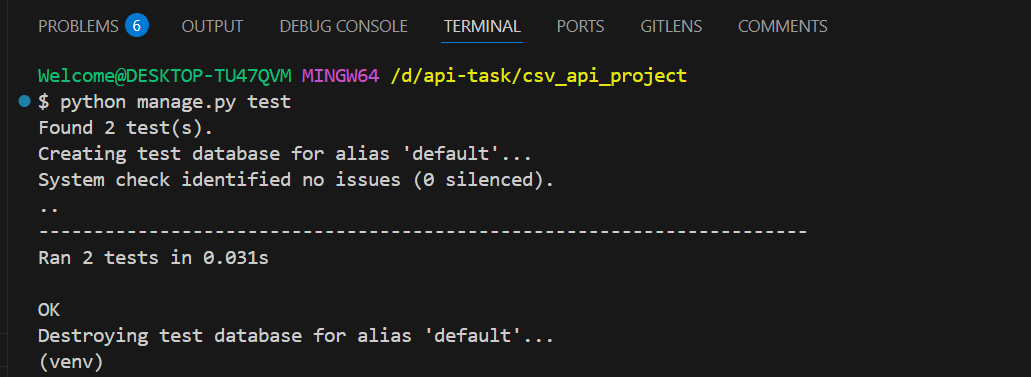 PROBLEMS 6 OUTPUT DEBUG CONSOLE TERMINAL PORTS GITLENS COMMENTS
Welcome@DESKTOP-TU47QVM MINGW64 /d/api-task/csv_api_project
$ python manage.py test
Found 2 test(s).
Creating test database for alias 'default'...
System check identified no issues (0 silenced).
..
----------------------------------------------------------------------
Ran 2 tests in 0.031s
OK
Destroying test database for alias 'default'...
(venv)